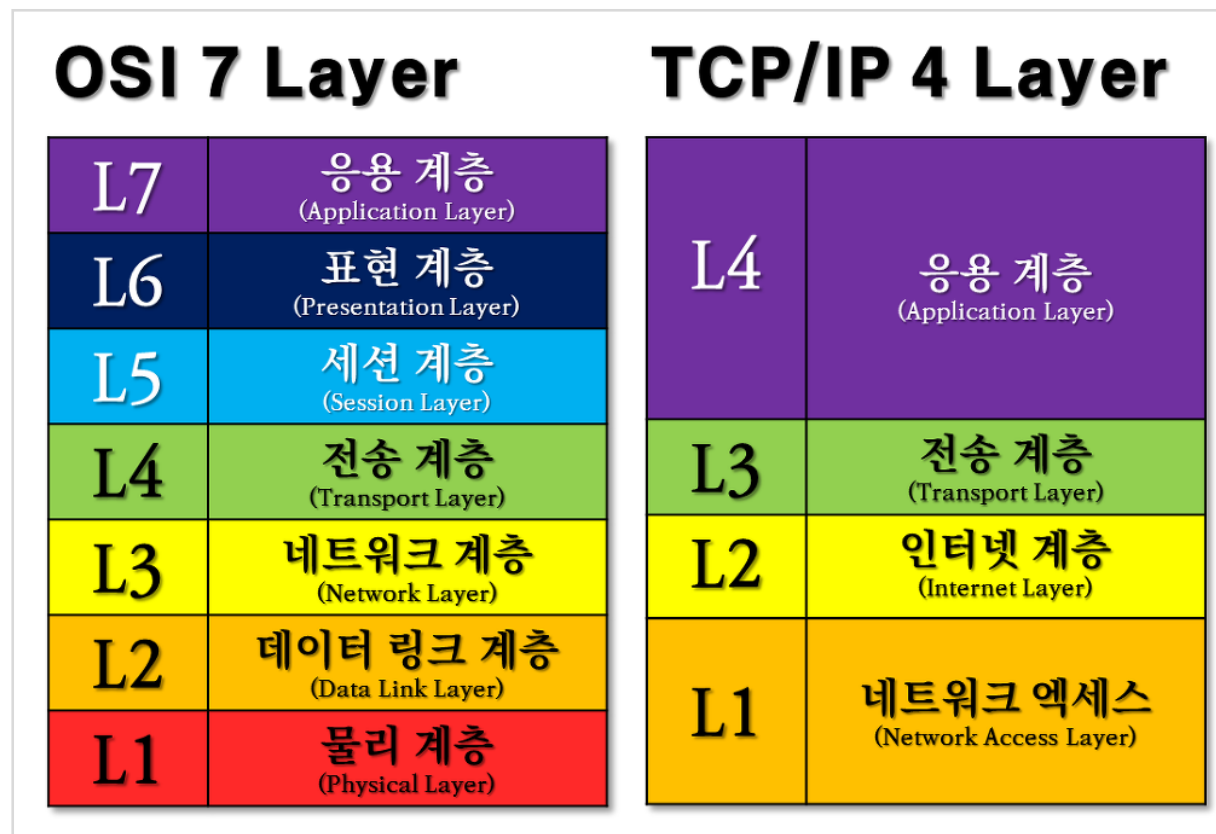 OSI 7 Layer
L7
응용 계층
(Application Layer)
L6
표현 계층
(Presentation Layer)
L5
세션 계층
(Session Layer)
L4
전송 계층
(Transport Layer)
L3
네트워크 계층
(Network Layer)
L2
데이터 링크 계층
(Data Link Layer)
L1
물리 계층
(Physical Layer)
TCP/IP 4 Layer
L4
응용 계층
(Application Layer)
L3
전송 계층
(Transport Layer)
L2
인터넷 계층
(Internet Layer)
L1
네트워크 엑세스
(Network Access Layer)